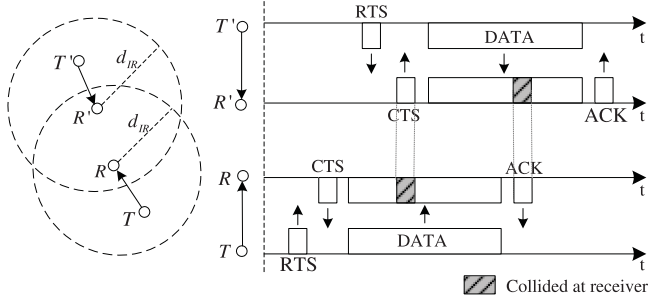 T'
d_IR
R'
d_IR
R
T
T'
RTS
DATA
t
R'
CTS
ACK
t
R
CTS
ACK
t
T
RTS
DATA
t
Collided at receiver